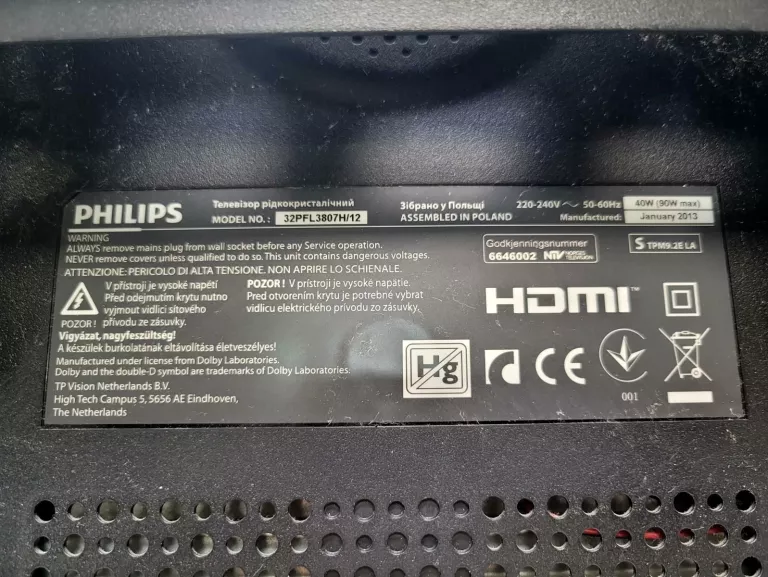 PHILIPS
Телевізор рідкокристалічний
MODEL NO. : 32PFL3807H/12
Зібрано у Польщі
ASSEMBLED IN POLAND
220-240V ~ 50-60Hz 40W (90W max)
Manufactured: January 2013
WARNING
ALWAYS remove mains plug from wall socket before any Service operation.
NEVER remove covers unless qualified to do so. This unit contains dangerous voltages.
ATTENZIONE: PERICOLO DI ALTA TENSIONE. NON APRIRE LO SCHIENALE.
V přístroji je vysoké napětí
Před odejmutím krytu nutno
vyjmout vidlici síťového
POZOR ! přívodu ze zásuvky.
POZOR ! V prístroji je vysoké napätie.
Pred otvorením krytu je potrebné vybrat
vidlicu elektrického prívodu zo zásuvky.
Vigyázat, nagyfeszültség!
A készülek burkolatának eltávolítása életveszélyes!
Manufactured under license from Dolby Laboratories.
Dolby and the double-D symbol are trademarks of Dolby Laboratories.
TP Vision Netherlands B.V.
High Tech Campus 5, 5656 AE Eindhoven,
The Netherlands
Godkjenningsnummer
6646002 NTV NORGES TELEVISION
S TPM9.2E LA
HDMI™
Hg
CE
001